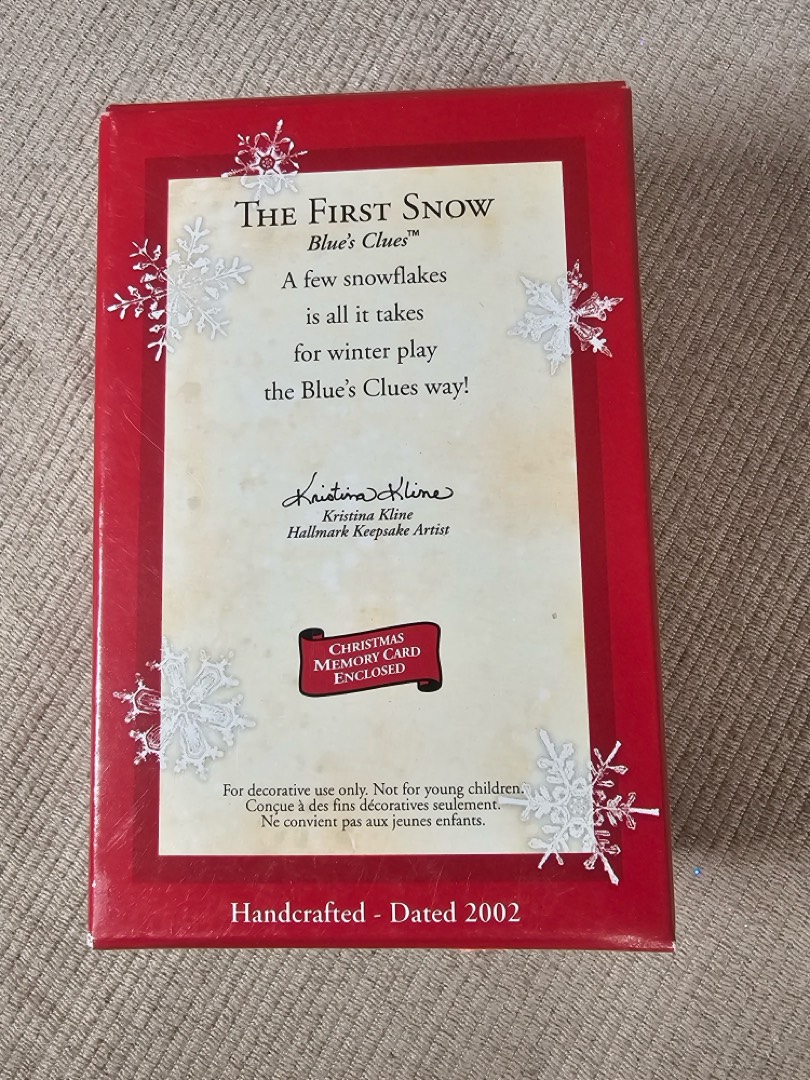 THE FIRST SNOW
Blue's Clues™
A few snowflakes
is all it takes
for winter play
the Blue's Clues way!
Kristina Kline
Kristina Kline
Hallmark Keepsake Artist
CHRISTMAS
MEMORY CARD
ENCLOSED
For decorative use only. Not for young children.
Conçue à des fins décoratives seulement.
Ne convient pas aux jeunes enfants.
Handcrafted - Dated 2002